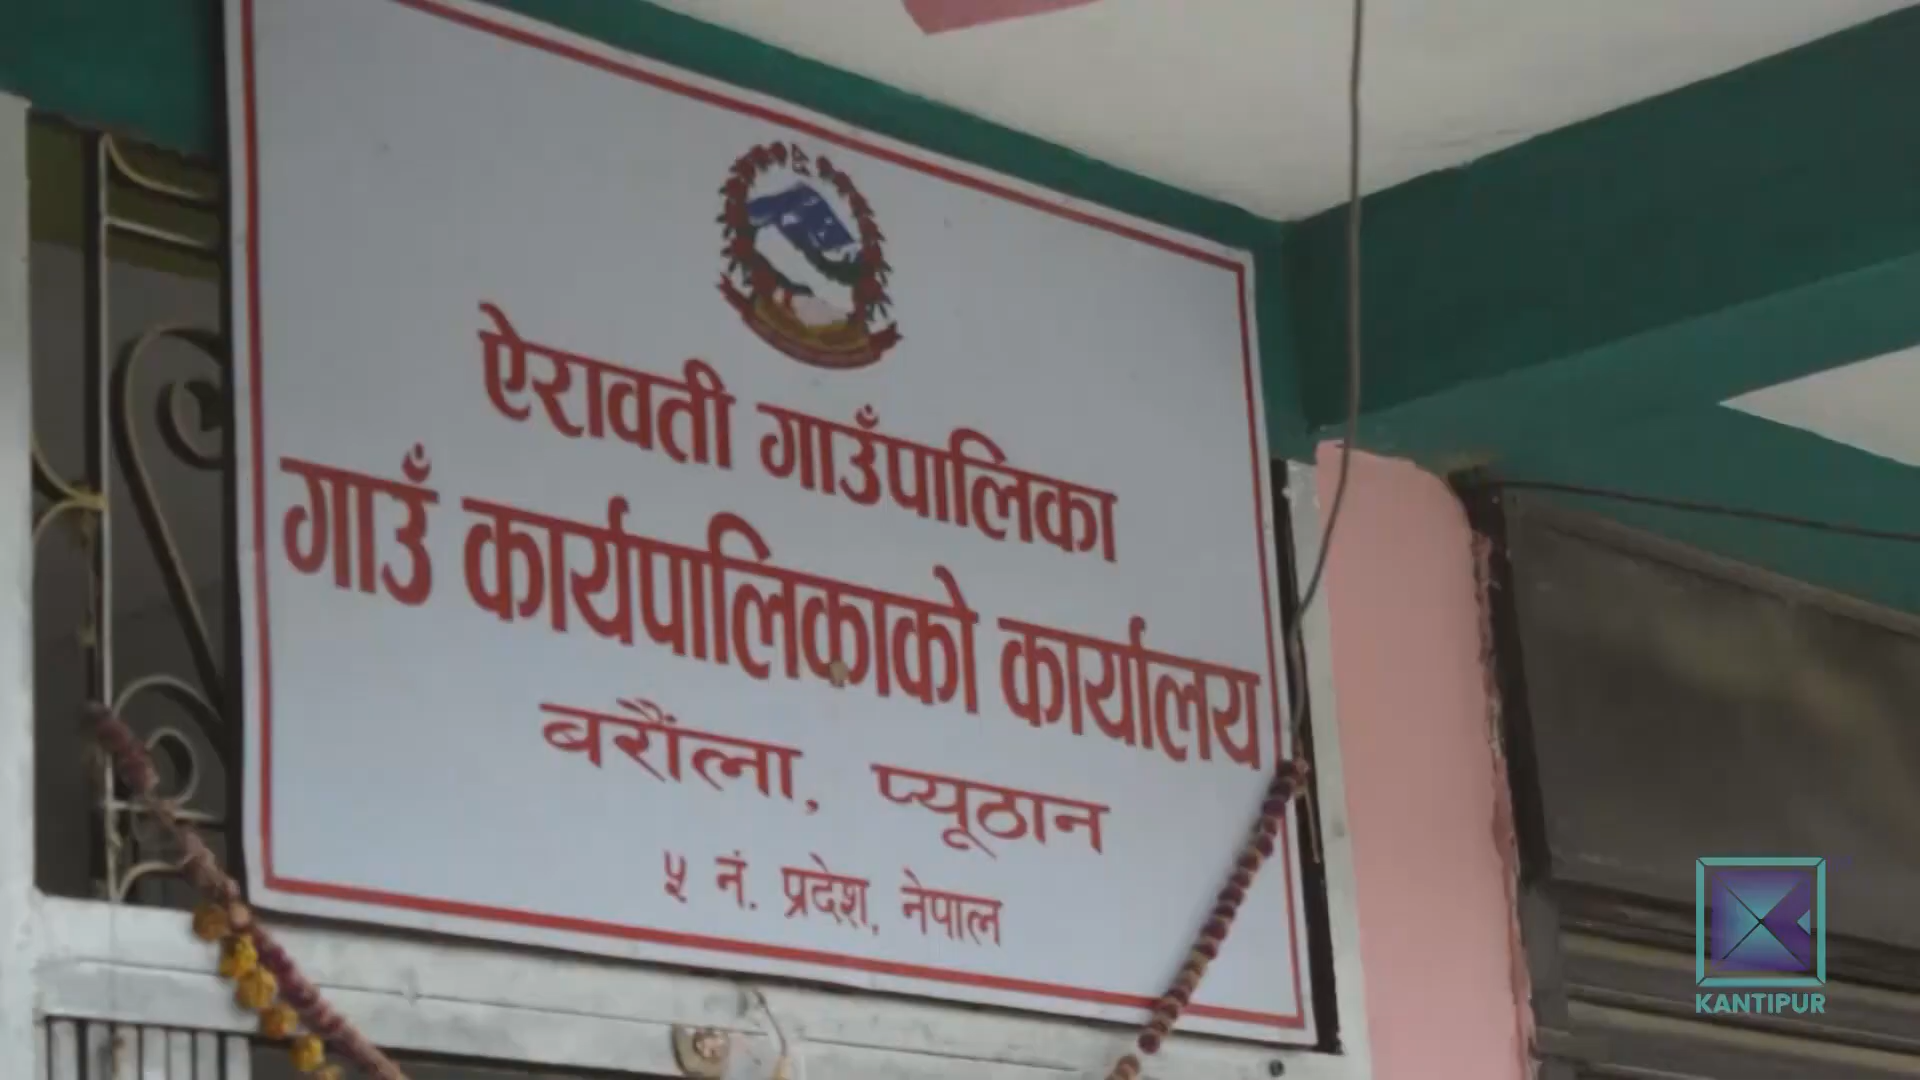 ऐरावती गाउँपालिका
गाउँ कार्यपालिकाको कार्यालय
बरौंला, प्यूठान
५ नं. प्रदेश, नेपाल
KANTIPUR